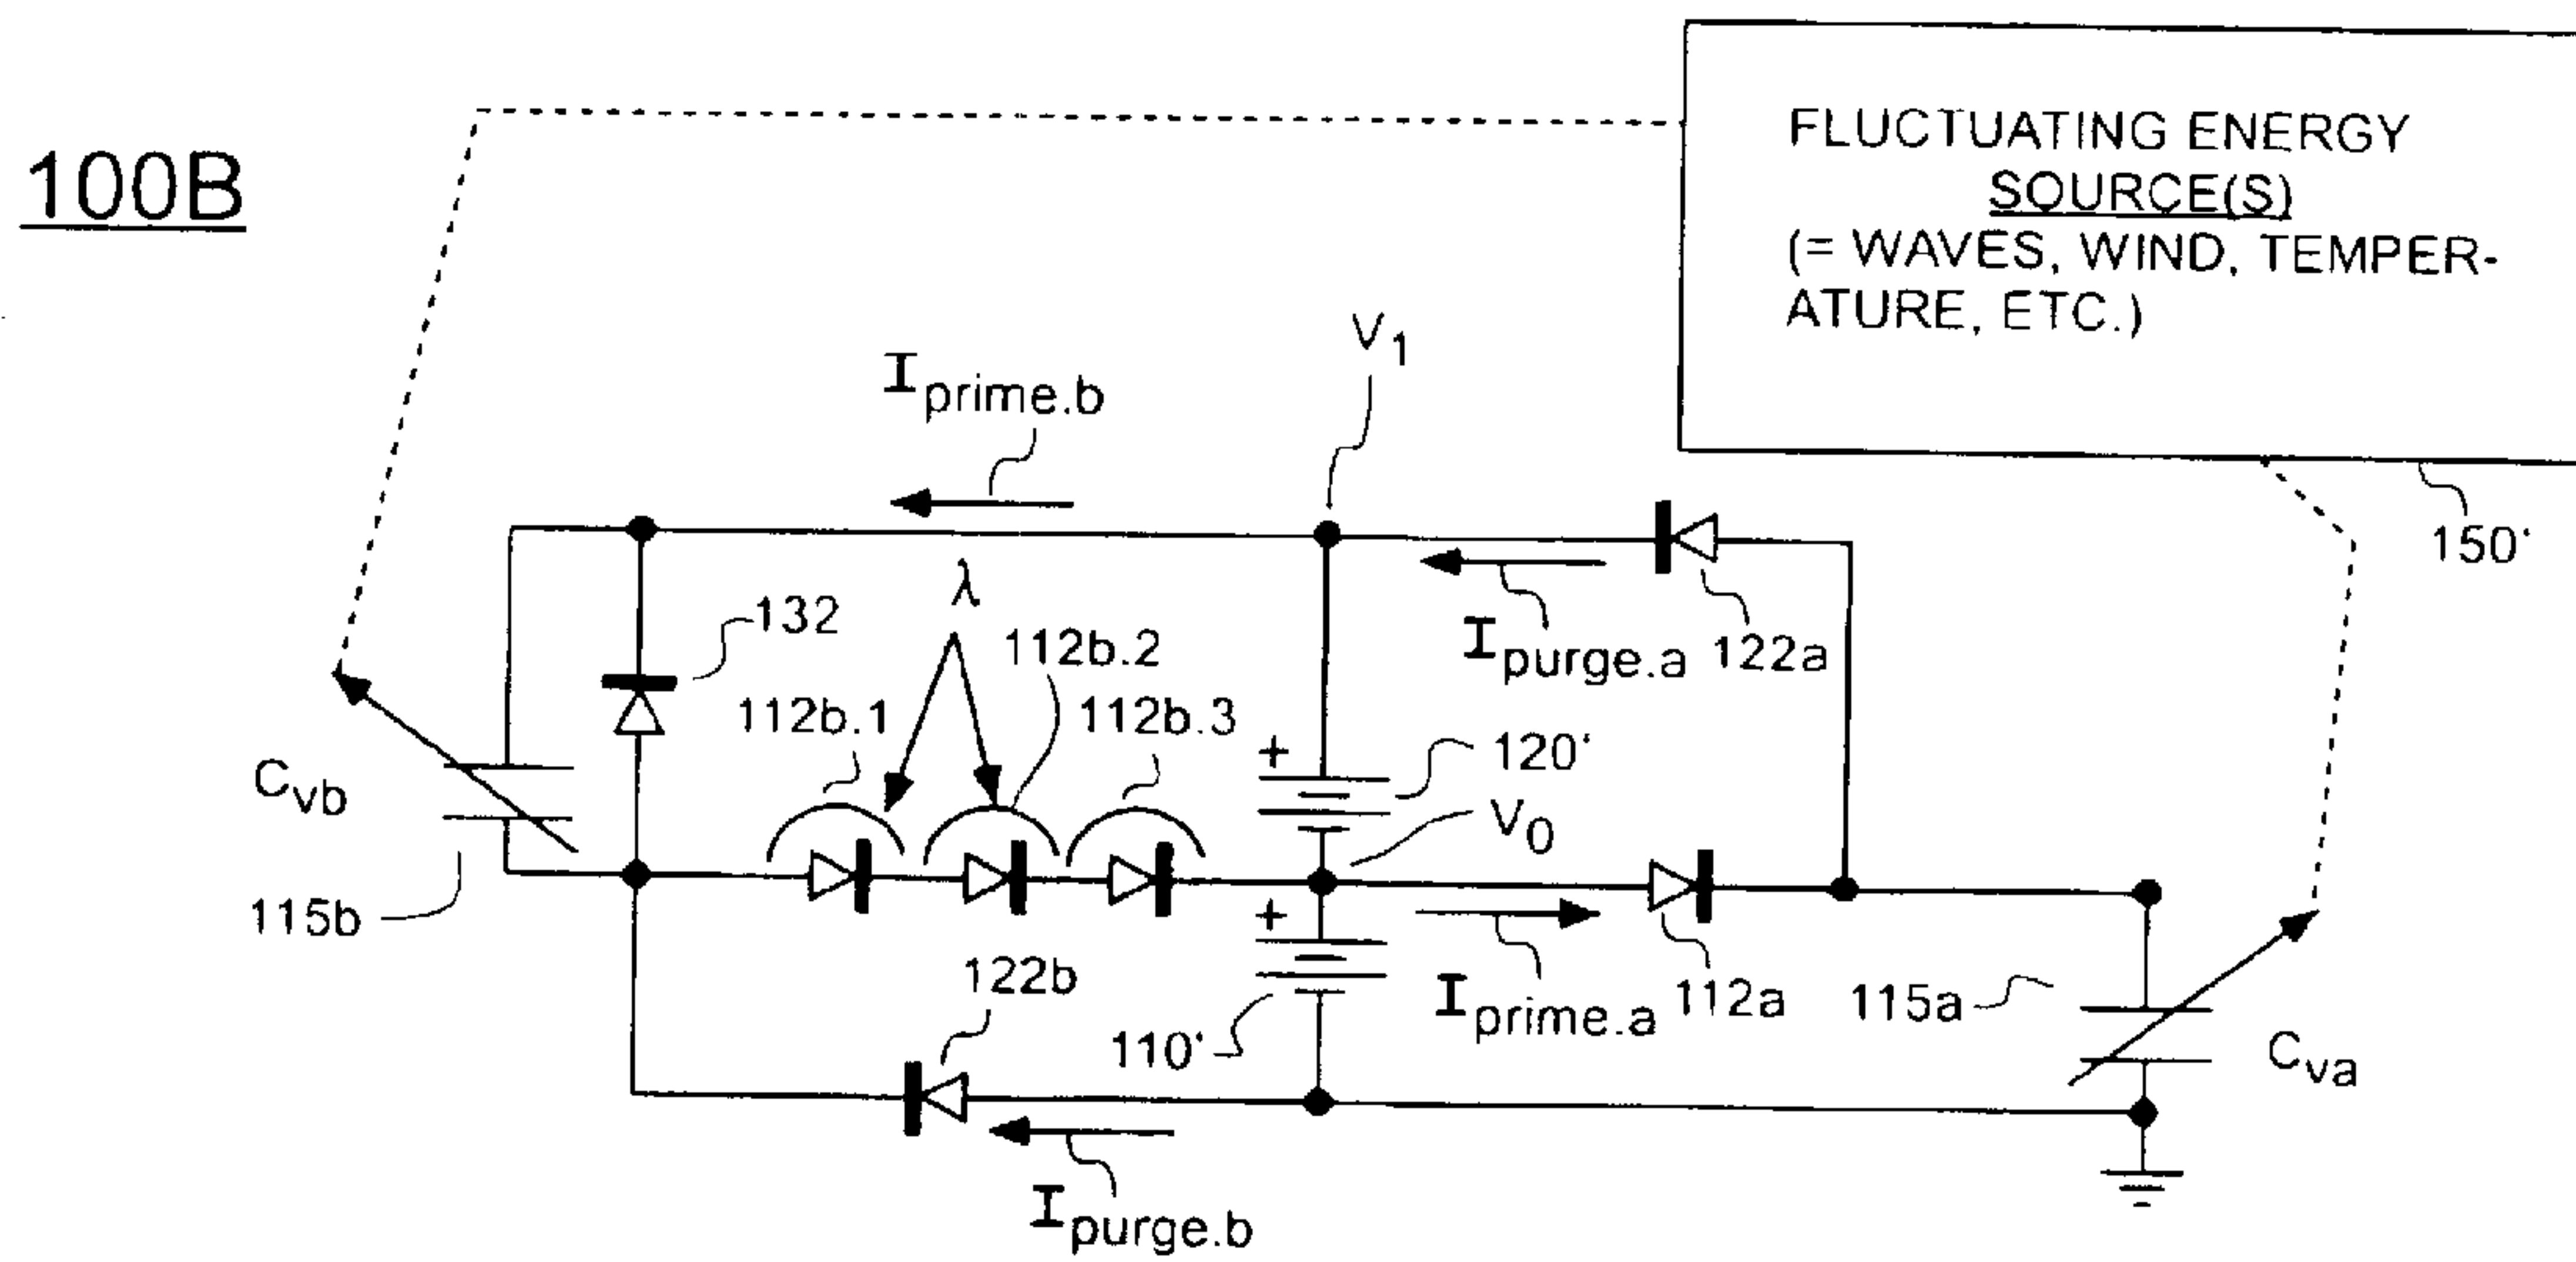 100B
FLUCTUATING ENERGY
SOURCE(S)
(= WAVES, WIND, TEMPER-
ATURE, ETC.)
150'
V1
Iprime.b
Ipurge.a
122a
132
λ
112b.1
112b.2
112b.3
+
120'
V0
Cvb
115b
+
110'
Iprime.a
112a
115a
Cva
122b
Ipurge.b